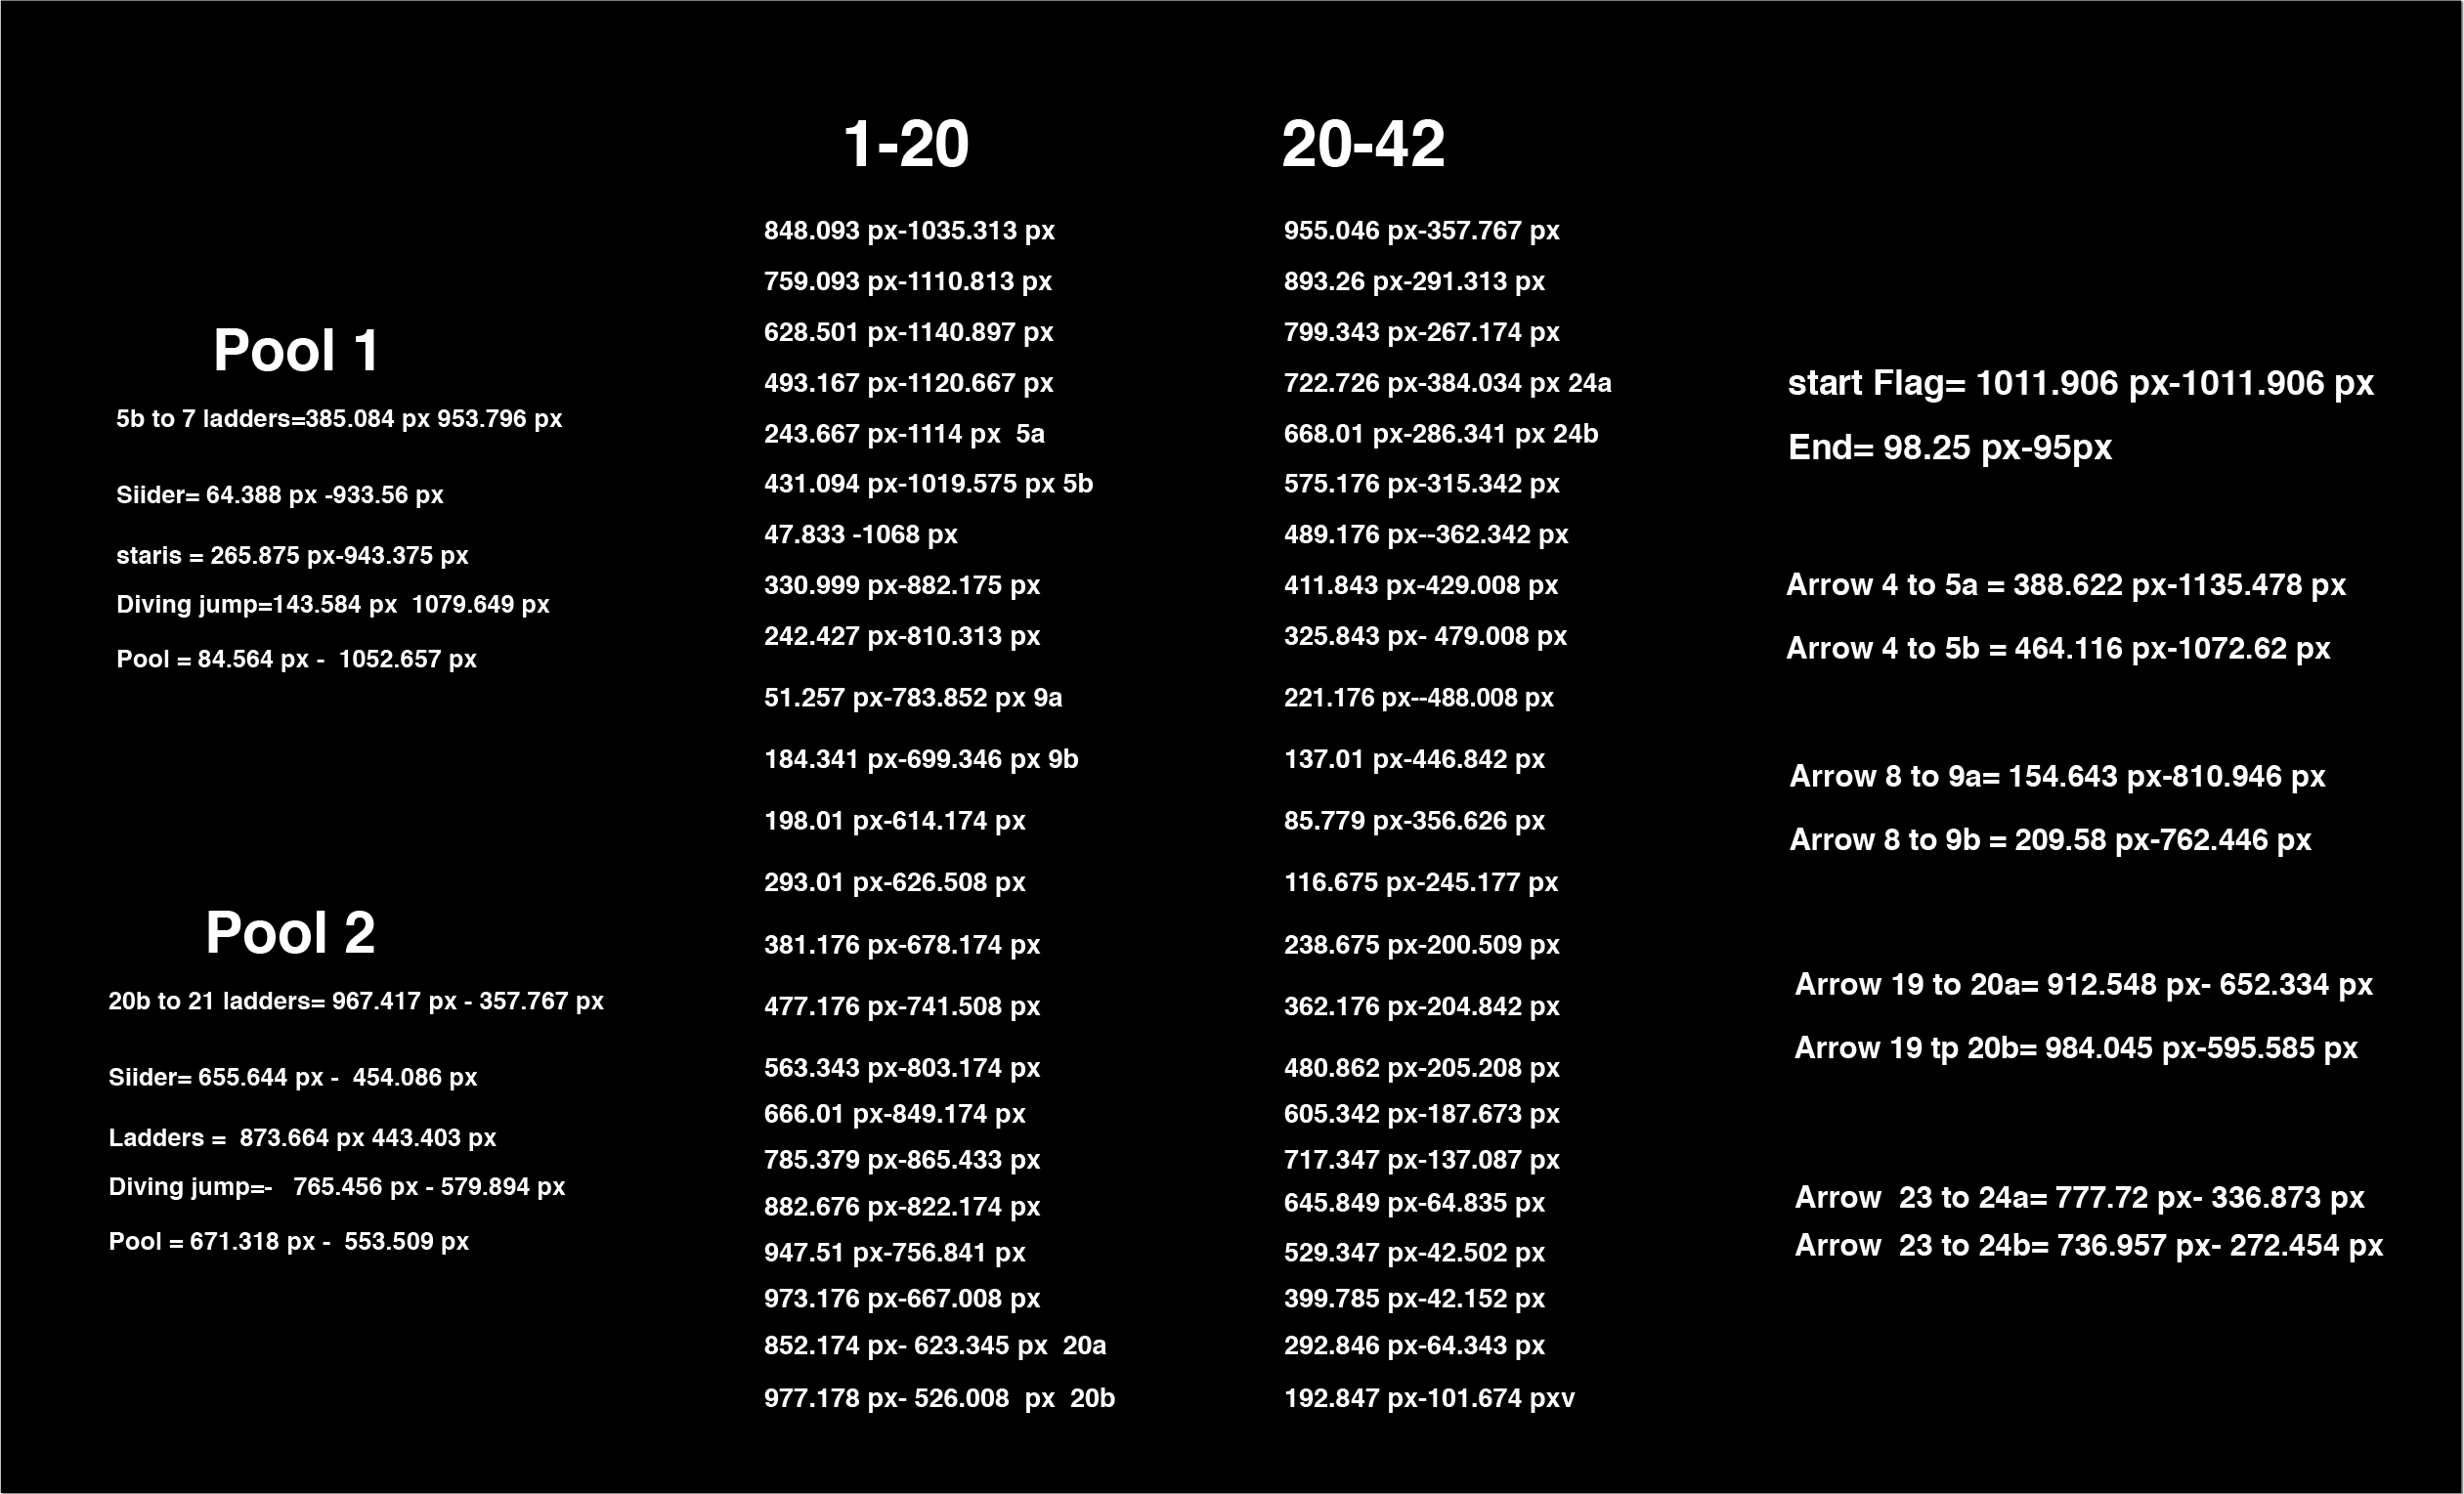 Pool 1
5b to 7 ladders=385.084 px 953.796 px
Siider= 64.388 px -933.56 px
staris = 265.875 px-943.375 px
Diving jump=143.584 px  1079.649 px
Pool = 84.564 px -  1052.657 px
Pool 2
20b to 21 ladders= 967.417 px - 357.767 px
Siider= 655.644 px -  454.086 px
Ladders =  873.664 px 443.403 px
Diving jump=-   765.456 px - 579.894 px
Pool = 671.318 px -  553.509 px
1-20
848.093 px-1035.313 px
759.093 px-1110.813 px
628.501 px-1140.897 px
493.167 px-1120.667 px
243.667 px-1114 px  5a
431.094 px-1019.575 px 5b
47.833 -1068 px
330.999 px-882.175 px
242.427 px-810.313 px
51.257 px-783.852 px 9a
184.341 px-699.346 px 9b
198.01 px-614.174 px
293.01 px-626.508 px
381.176 px-678.174 px
477.176 px-741.508 px
563.343 px-803.174 px
666.01 px-849.174 px
785.379 px-865.433 px
882.676 px-822.174 px
947.51 px-756.841 px
973.176 px-667.008 px
852.174 px- 623.345 px  20a
977.178 px- 526.008  px  20b
20-42
955.046 px-357.767 px
893.26 px-291.313 px
799.343 px-267.174 px
722.726 px-384.034 px 24a
668.01 px-286.341 px 24b
575.176 px-315.342 px
489.176 px--362.342 px
411.843 px-429.008 px
325.843 px- 479.008 px
221.176 px--488.008 px
137.01 px-446.842 px
85.779 px-356.626 px
116.675 px-245.177 px
238.675 px-200.509 px
362.176 px-204.842 px
480.862 px-205.208 px
605.342 px-187.673 px
717.347 px-137.087 px
645.849 px-64.835 px
529.347 px-42.502 px
399.785 px-42.152 px
292.846 px-64.343 px
192.847 px-101.674 pxv
start Flag= 1011.906 px-1011.906 px
End= 98.25 px-95px
Arrow 4 to 5a = 388.622 px-1135.478 px
Arrow 4 to 5b = 464.116 px-1072.62 px
Arrow 8 to 9a= 154.643 px-810.946 px
Arrow 8 to 9b = 209.58 px-762.446 px
Arrow 19 to 20a= 912.548 px- 652.334 px
Arrow 19 tp 20b= 984.045 px-595.585 px
Arrow  23 to 24a= 777.72 px- 336.873 px
Arrow  23 to 24b= 736.957 px- 272.454 px